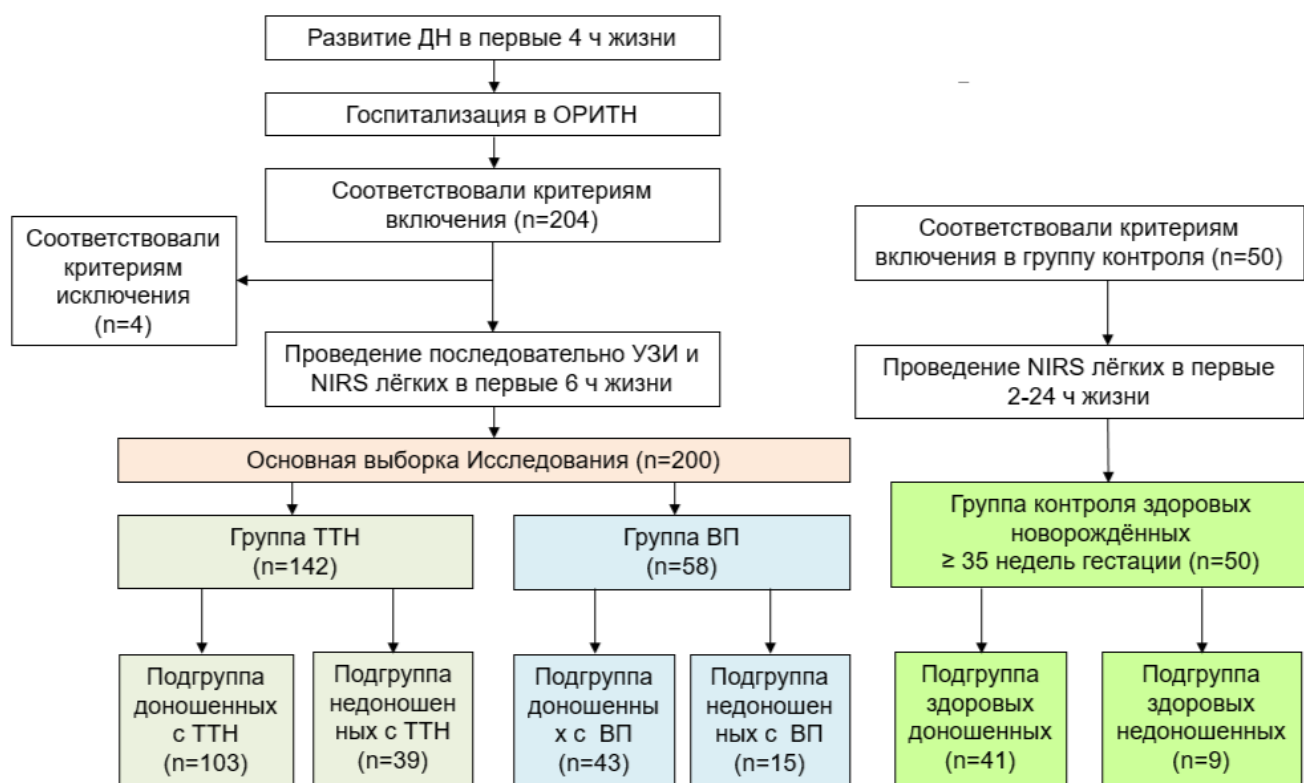 Развитие ДН в первые 4 ч жизни
Госпитализация в ОРИТН
Соответствовали критериям
включения (n=204)
Соответствовали
критериям
исключения
(n=4)
Проведение последовательно УЗИ и
NIRS лёгких в первые 6 ч жизни
Основная выборка Исследования (n=200)
Группа ТТН
(n=142)
Группа ВП
(n=58)
Подгруппа
доношенных
с ТТН
(n=103)
Подгруппа
недоношен
ных с ТТН
(n=39)
Подгруппа
доношенны
х с ВП
(n=43)
Подгруппа
недоношен
ных с ВП
(n=15)
Соответствовали критериям
включения в группу контроля (n=50)
Проведение NIRS лёгких в первые
2-24 ч жизни
Группа контроля здоровых
новорождённых
≥ 35 недель гестации (n=50)
Подгруппа
здоровых
доношенных
(n=41)
Подгруппа
здоровых
недоношенных
(n=9)